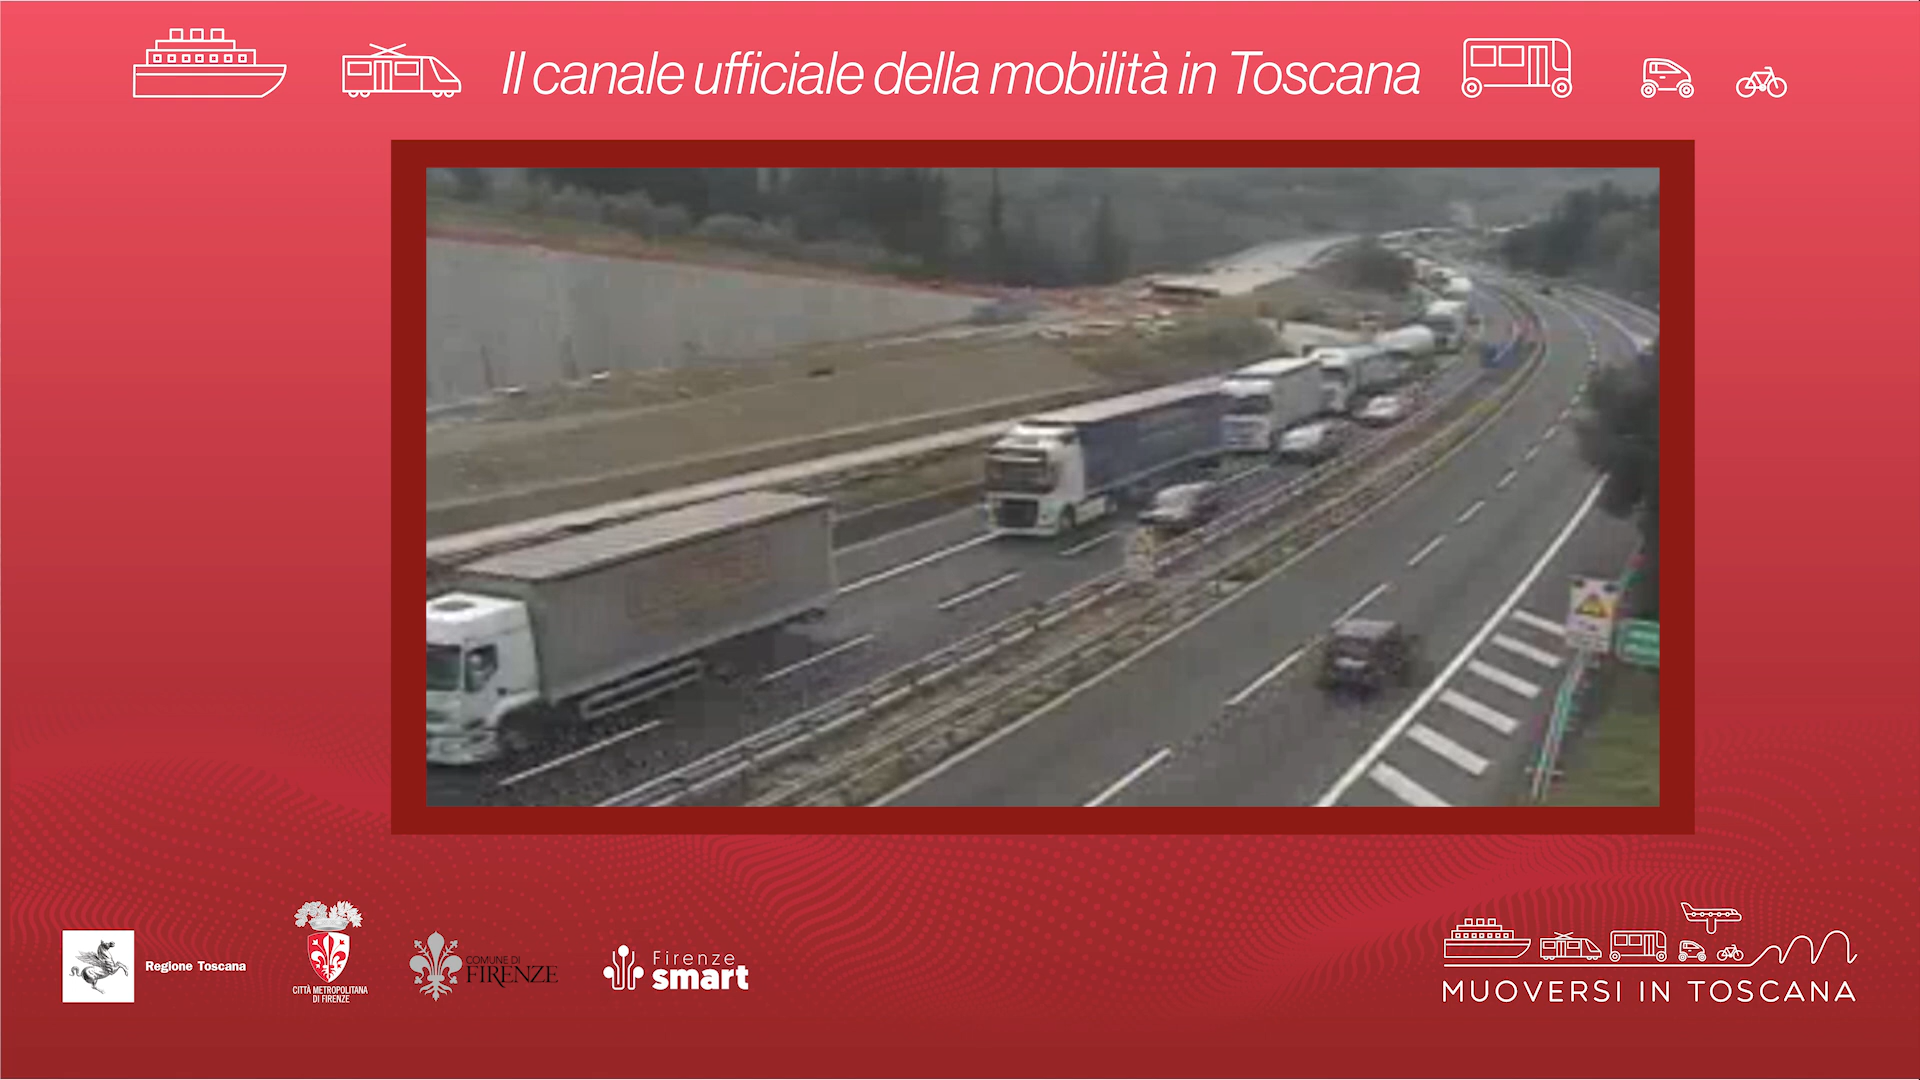 Il canale ufficiale della mobilità in Toscana
Regione Toscana
CITTÀ METROPOLITANA
DI FIRENZE
COMUNE DI
FIRENZE
Firenze
smart
MUOVERSI IN TOSCANA